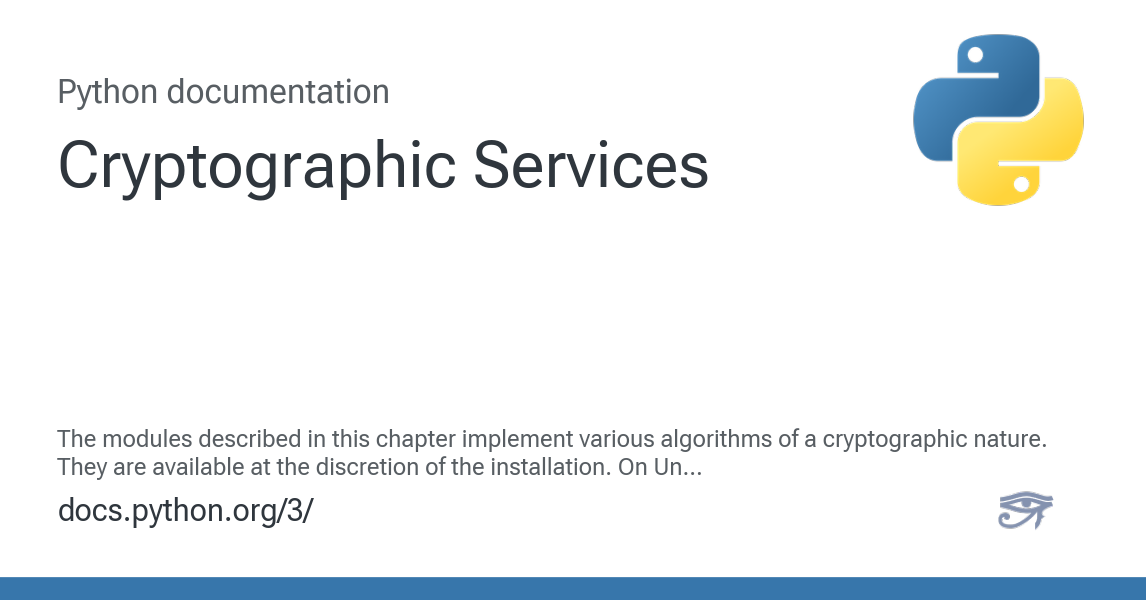 Python documentation
Cryptographic Services
The modules described in this chapter implement various algorithms of a cryptographic nature.
They are available at the discretion of the installation. On Un...
docs.python.org/3/